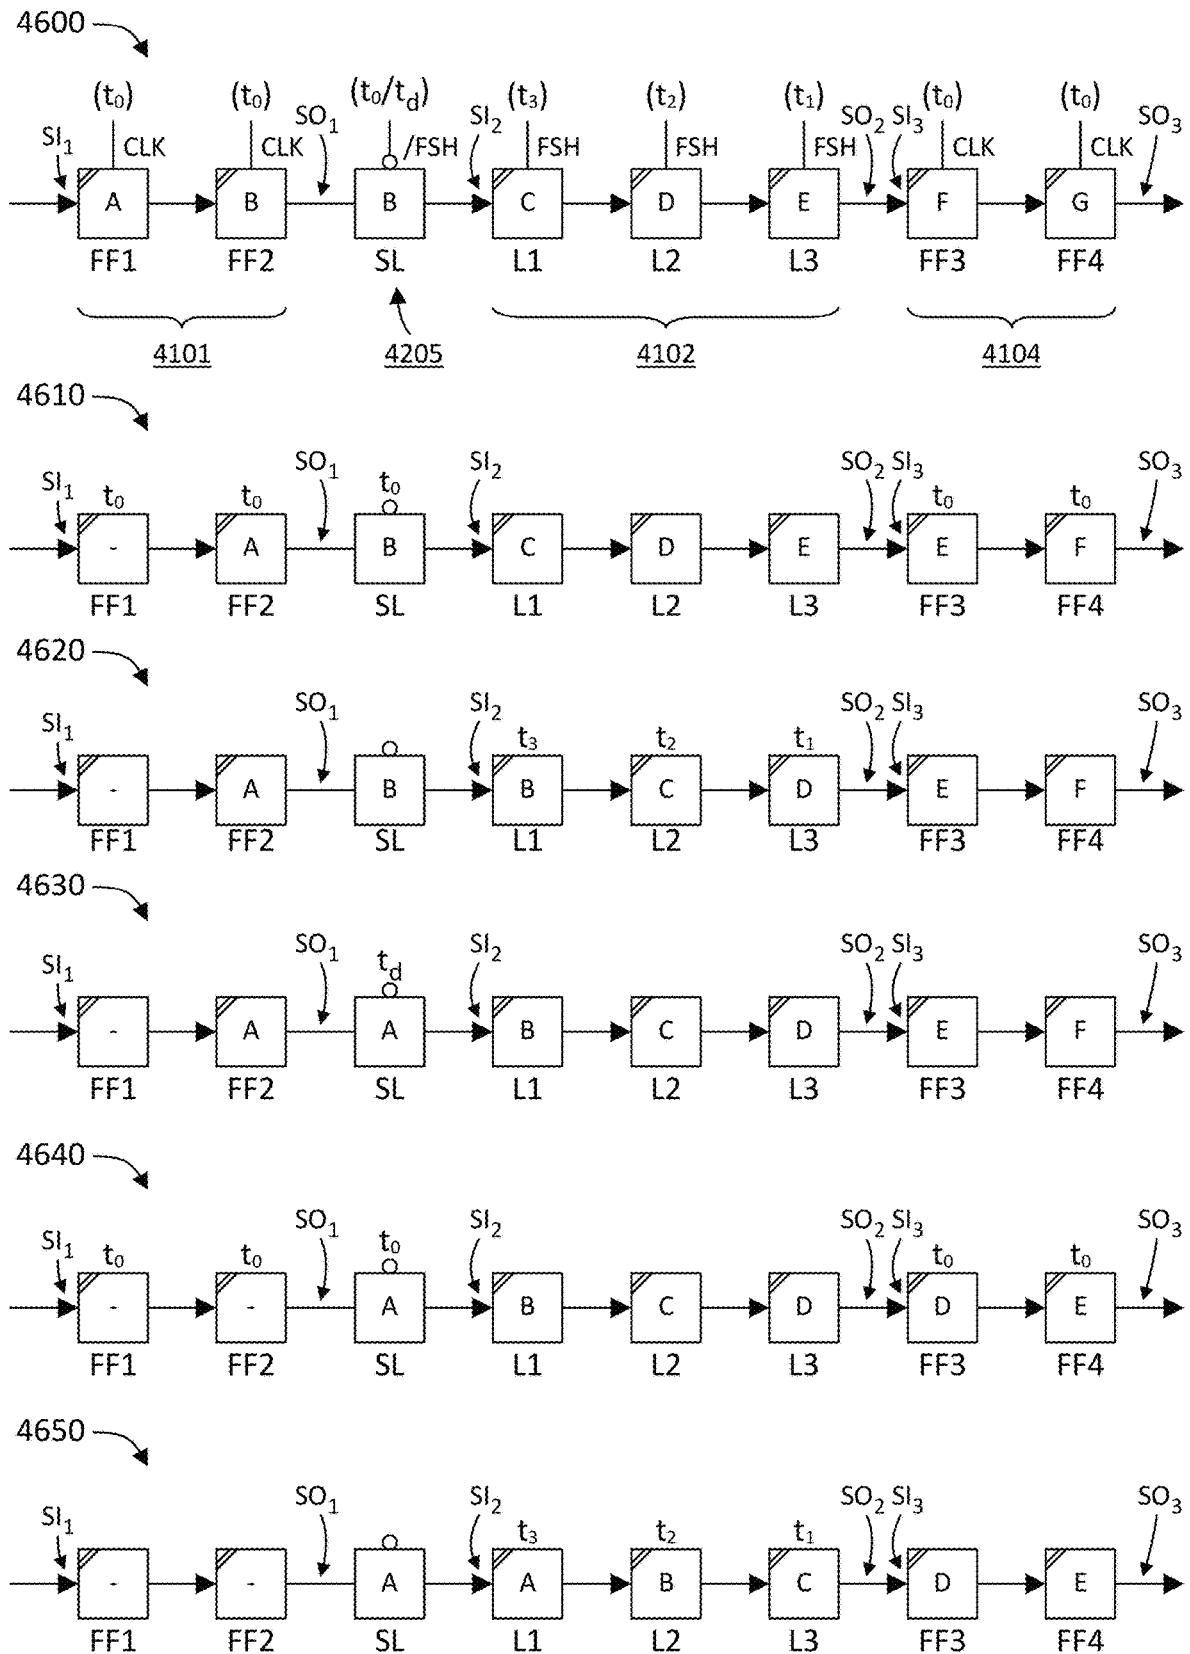 4600
(t0) (t0) (t0/td) (t3) (t2) (t1) (t0) (t0)
SI1 CLK CLK SO1 /FSH SI2 FSH FSH FSH SO2 SI3 CLK CLK SO3
A B B C D E F G
FF1 FF2 SL L1 L2 L3 FF3 FF4
4101 4205 4102 4104
4610
SI1 SO1 SI2 SO2 SI3 SO3
t0 t0 t0 t0 t0
- A B C D E E F
FF1 FF2 SL L1 L2 L3 FF3 FF4
4620
SI1 SO1 SI2 SO2 SI3 SO3
t3 t2 t1
- A B B C D E F
FF1 FF2 SL L1 L2 L3 FF3 FF4
4630
SI1 SO1 SI2 SO2 SI3 SO3
td
- A A B C D E F
FF1 FF2 SL L1 L2 L3 FF3 FF4
4640
SI1 SO1 SI2 SO2 SI3 SO3
t0 t0 t0 t0 t0
- - A B C D D E
FF1 FF2 SL L1 L2 L3 FF3 FF4
4650
SI1 SO1 SI2 SO2 SI3 SO3
t3 t2 t1
- - A A B C D E
FF1 FF2 SL L1 L2 L3 FF3 FF4